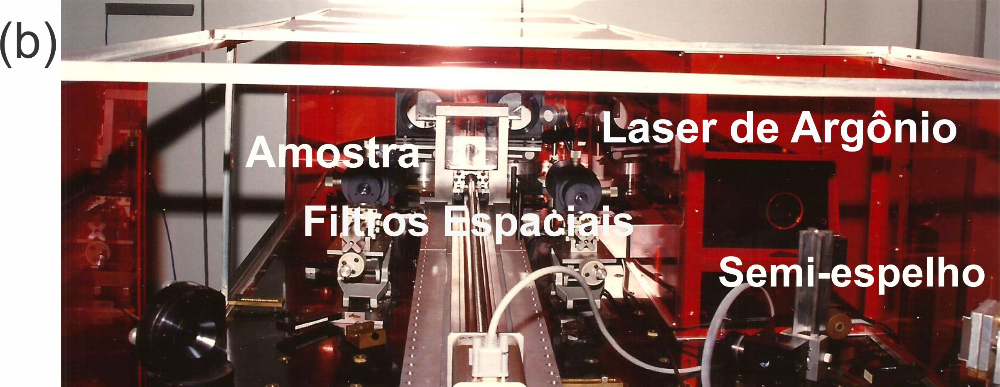 (b)
Laser de Argônio
Amostra
Filtros Espaciais
Semi-espelho